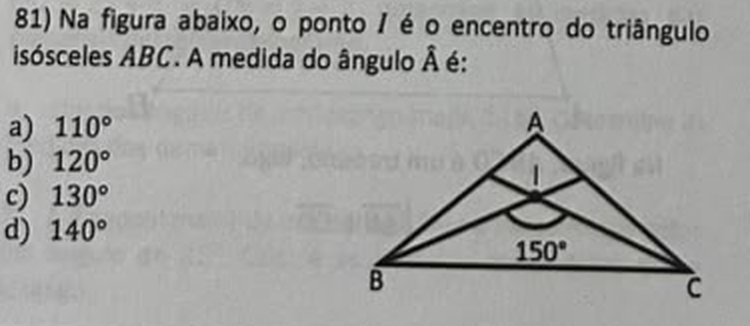 81) Na figura abaixo, o ponto I é o encentro do triângulo
isósceles ABC. A medida do ângulo Â é:
a) 110°
b) 120°
c) 130°
d) 140°
A
I
150°
B
C